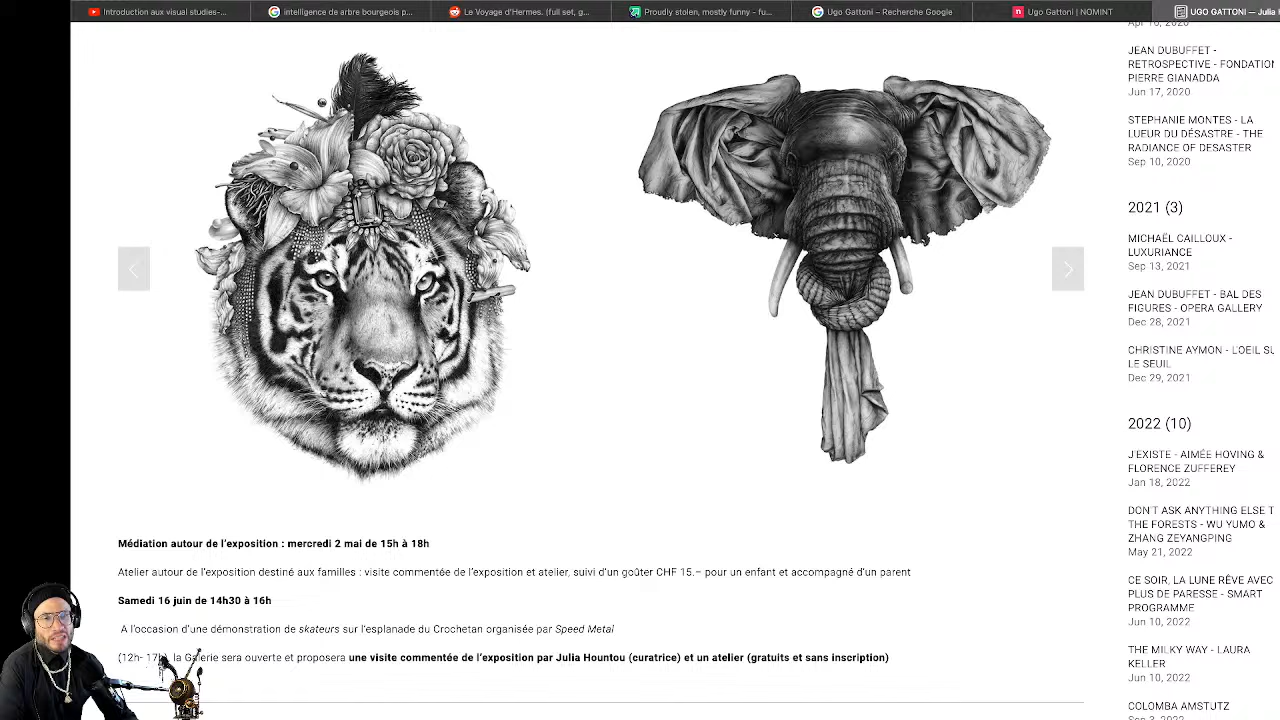 Introduction aux visual studies-...
intelligence de arbre bourgeois p...
Le Voyage d'Hermes. (full set, g...
Proudly stolen, mostly funny - fu...
Ugo Gattoni – Recherche Google
Ugo Gattoni | NOMINT
UGO GATTONI — Julia H
Apr 16, 2020
JEAN DUBUFFET -
RETROSPECTIVE - FONDATION
PIERRE GIANADDA
Jun 17, 2020
STEPHANIE MONTES - LA
LUEUR DU DÉSASTRE - THE
RADIANCE OF DESASTER
Sep 10, 2020
2021 (3)
MICHAËL CAILLOUX -
LUXURIANCE
Sep 13, 2021
JEAN DUBUFFET - BAL DES
FIGURES - OPERA GALLERY
Dec 28, 2021
CHRISTINE AYMON - L'OEIL SU
LE SEUIL
Dec 29, 2021
2022 (10)
J'EXISTE - AIMÉE HOVING &
FLORENCE ZUFFEREY
Jan 18, 2022
DON'T ASK ANYTHING ELSE T
THE FORESTS - WU YUMO &
ZHANG ZEYANGPING
May 21, 2022
CE SOIR, LA LUNE RÊVE AVEC
PLUS DE PARESSE - SMART
PROGRAMME
Jun 10, 2022
THE MILKY WAY - LAURA
KELLER
Jun 10, 2022
COLOMBA AMSTUTZ
Médiation autour de l'exposition : mercredi 2 mai de 15h à 18h
Atelier autour de l'exposition destiné aux familles : visite commentée de l'exposition et atelier, suivi d'un goûter CHF 15.– pour un enfant et accompagné d'un parent
Samedi 16 juin de 14h30 à 16h
A l'occasion d'une démonstration de skateurs sur l'esplanade du Crochetan organisée par Speed Metal
(12h- 17h), la Galerie sera ouverte et proposera une visite commentée de l'exposition par Julia Hountou (curatrice) et un atelier (gratuits et sans inscription)